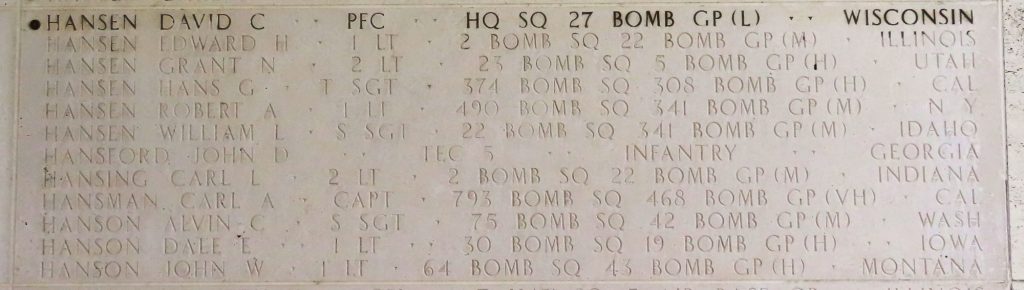 ●HANSEN DAVID C · PFC · · HQ SQ 27 BOMB GP (L) · · WISCONSIN
HANSEN EDWARD H · 1 LT · · 2 BOMB SQ 22 BOMB GP (M) · ILLINOIS
HANSEN GRANT N · 2 LT · · 23 BOMB SQ 5 BOMB GP (H) · · UTAH
HANSEN HANS G · T SGT · 374 BOMB SQ 308 BOMB GP (H) · CAL
HANSEN ROBERT A · 1 LT · 490 BOMB SQ 341 BOMB GP (M) · N Y
HANSEN WILLIAM L · S SGT · 22 BOMB SQ 341 BOMB GP (M) · IDAHO
HANSFORD JOHN D · · TEC 5 · · INFANTRY · · GEORGIA
HANSING CARL L · 2 LT · 2 BOMB SQ 22 BOMB GP (M) · INDIANA
HANSMAN CARL A · CAPT · 793 BOMB SQ 468 BOMB GP (VH) · CAL
HANSON ALVIN C · S SGT · 75 BOMB SQ 42 BOMB GP (M) · WASH
HANSON DALE E · 1 LT · · 30 BOMB SQ 19 BOMB GP (H) · · IOWA
HANSON JOHN W · 1 LT · 64 BOMB SQ 43 BOMB GP (H) · MONTANA